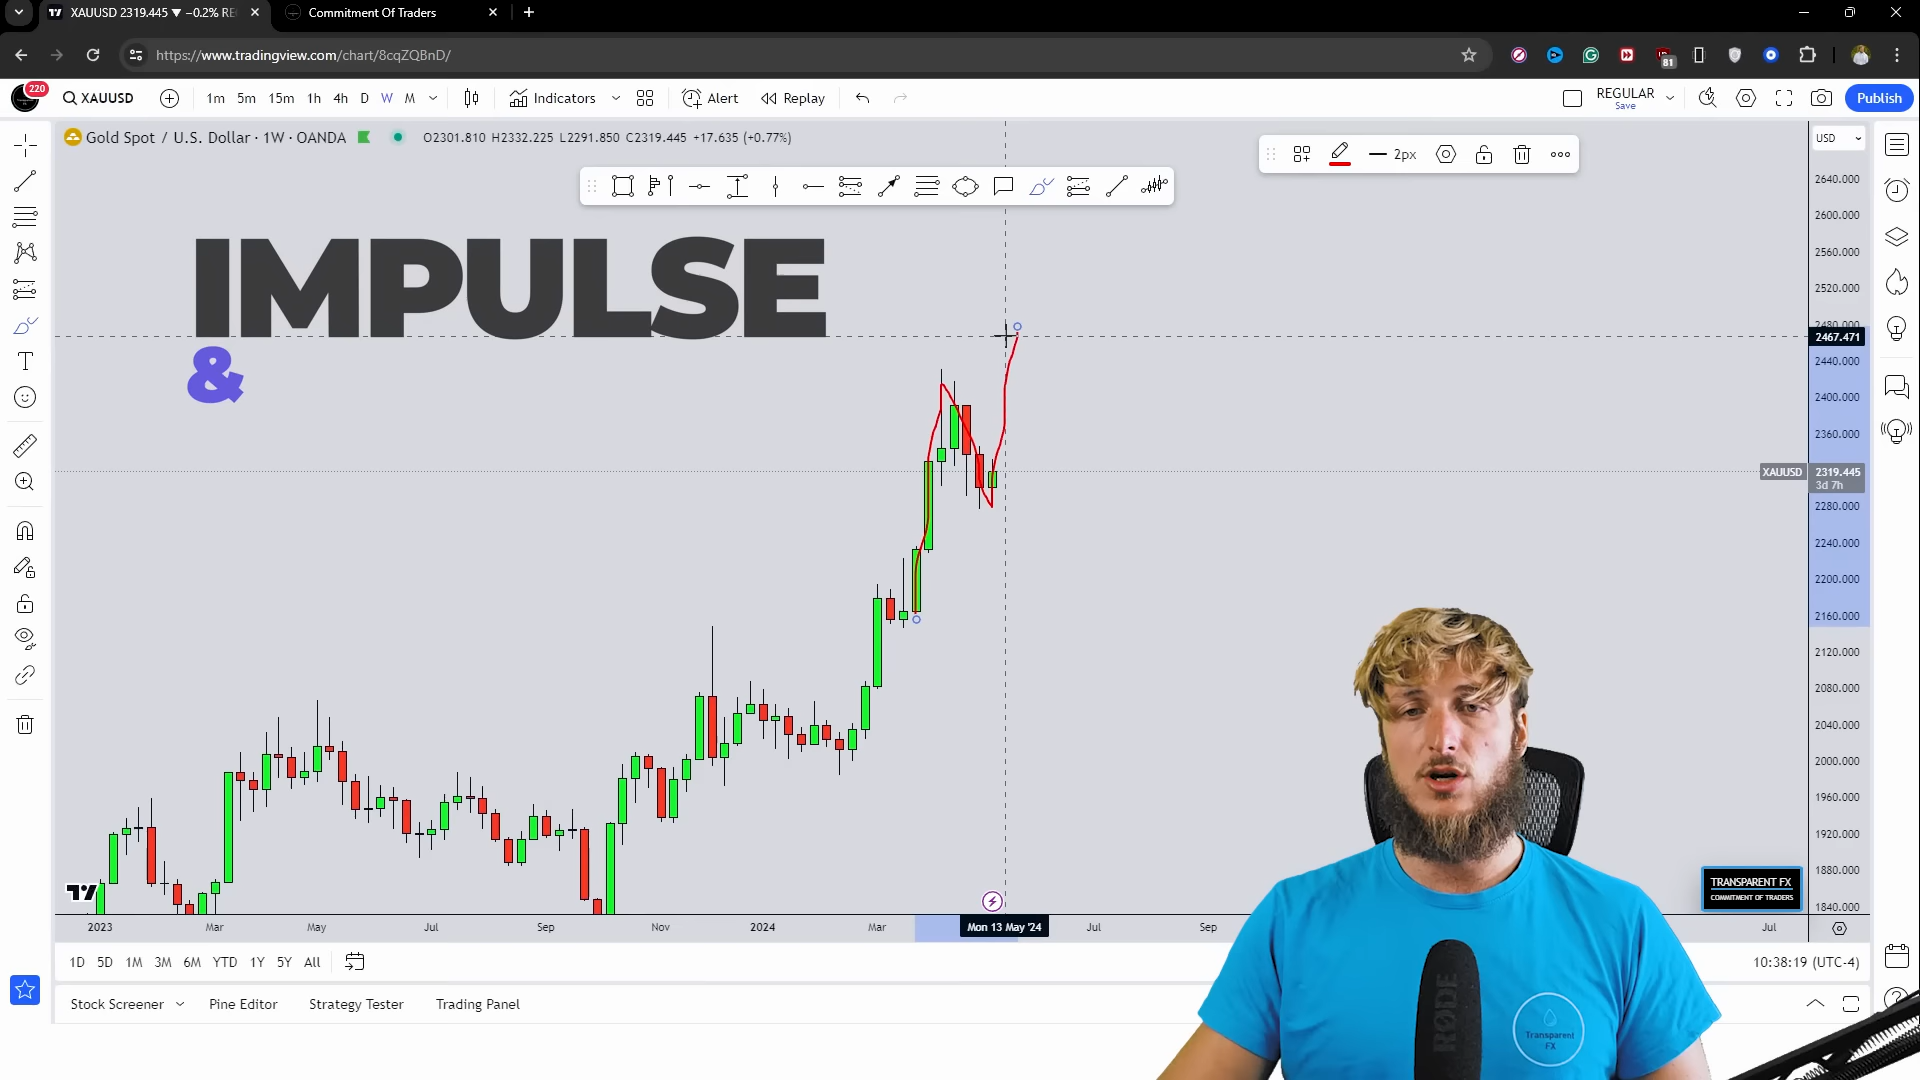 XAUUSD 2319.445 ▼ −0.2% RE
Commitment Of Traders
https://www.tradingview.com/chart/8cqZQBnD/
81
220
XAUUSD
1m 5m 15m 1h 4h D W M
Indicators
Alert
Replay
REGULAR
Save
Publish
Gold Spot / U.S. Dollar · 1W · OANDA
O2301.810 H2332.225 L2291.850 C2319.445 +17.635 (+0.77%)
USD
2px
IMPULSE
&
2640.000
2600.000
2560.000
2520.000
2480.000
2467.471
2440.000
2400.000
2360.000
XAUUSD 2319.445
3d 7h
2280.000
2240.000
2200.000
2160.000
2120.000
2080.000
2040.000
2000.000
1960.000
1920.000
1880.000
1840.000
TRANSPARENT FX
COMMITMENT OF TRADERS
2023 Mar May Jul Sep Nov 2024 Mar Mon 13 May '24 Jul Sep Jul
1D 5D 1M 3M 6M YTD 1Y 5Y All
10:38:19 (UTC-4)
Stock Screener Pine Editor Strategy Tester Trading Panel
RØDE
Transparent
FX